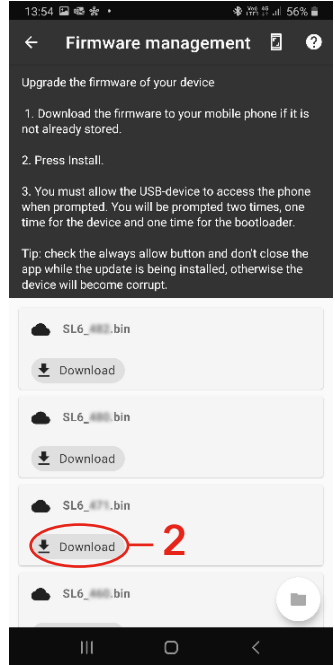 13:54 56%
Firmware management
Upgrade the firmware of your device
1. Download the firmware to your mobile phone if it is
not already stored.
2. Press Install.
3. You must allow the USB-device to access the phone
when prompted. You will be prompted two times, one
time for the device and one time for the bootloader.
Tip: check the always allow button and don't close the
app while the update is being installed, otherwise the
device will become corrupt.
SL6_ .bin
Download
SL6_ .bin
Download
SL6_ .bin
Download 2
SL6_ .bin